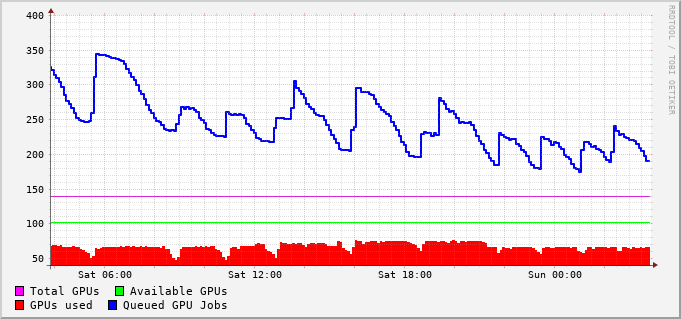 RRDTOOL / TOBI OETIKER
400
350
300
250
200
150
100
50
Sat 06:00 Sat 12:00 Sat 18:00 Sun 00:00
Total GPUs Available GPUs
GPUs used Queued GPU Jobs